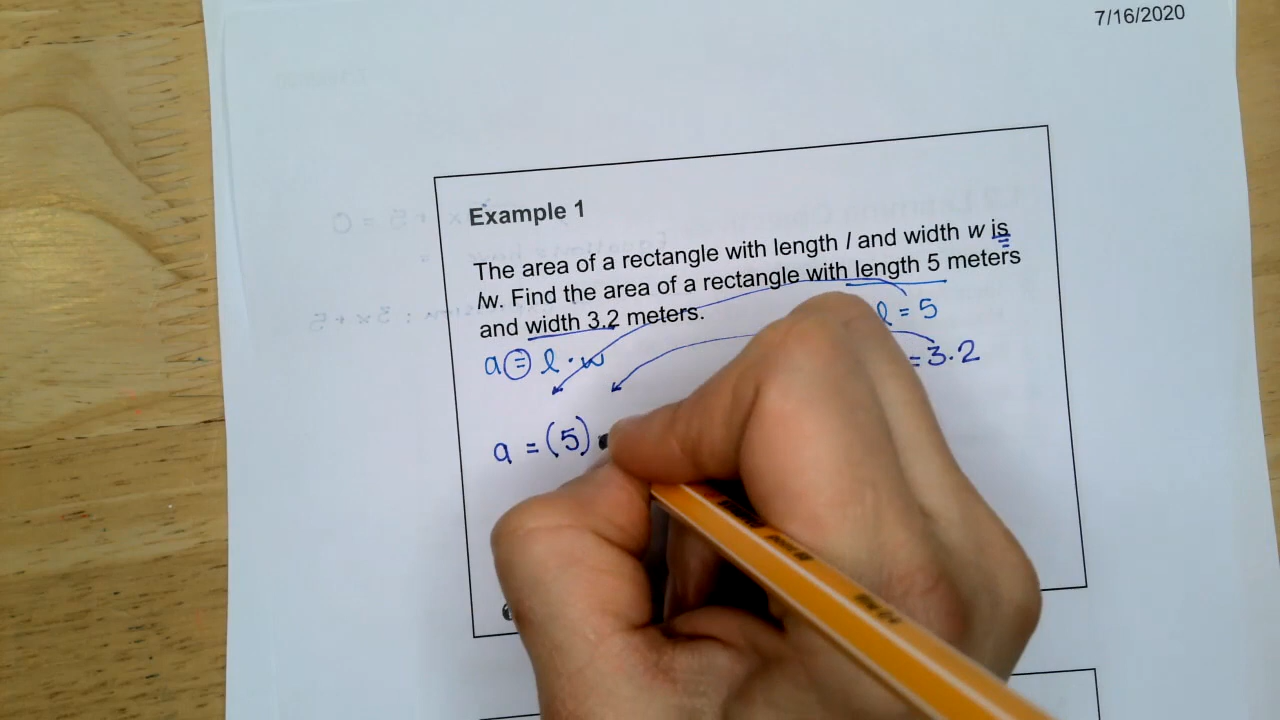 7/16/2020
Example 1
The area of a rectangle with length l and width w is
lw. Find the area of a rectangle with length 5 meters
and width 3.2 meters.
l = 5
a = l · w
= 3.2
a = (5)